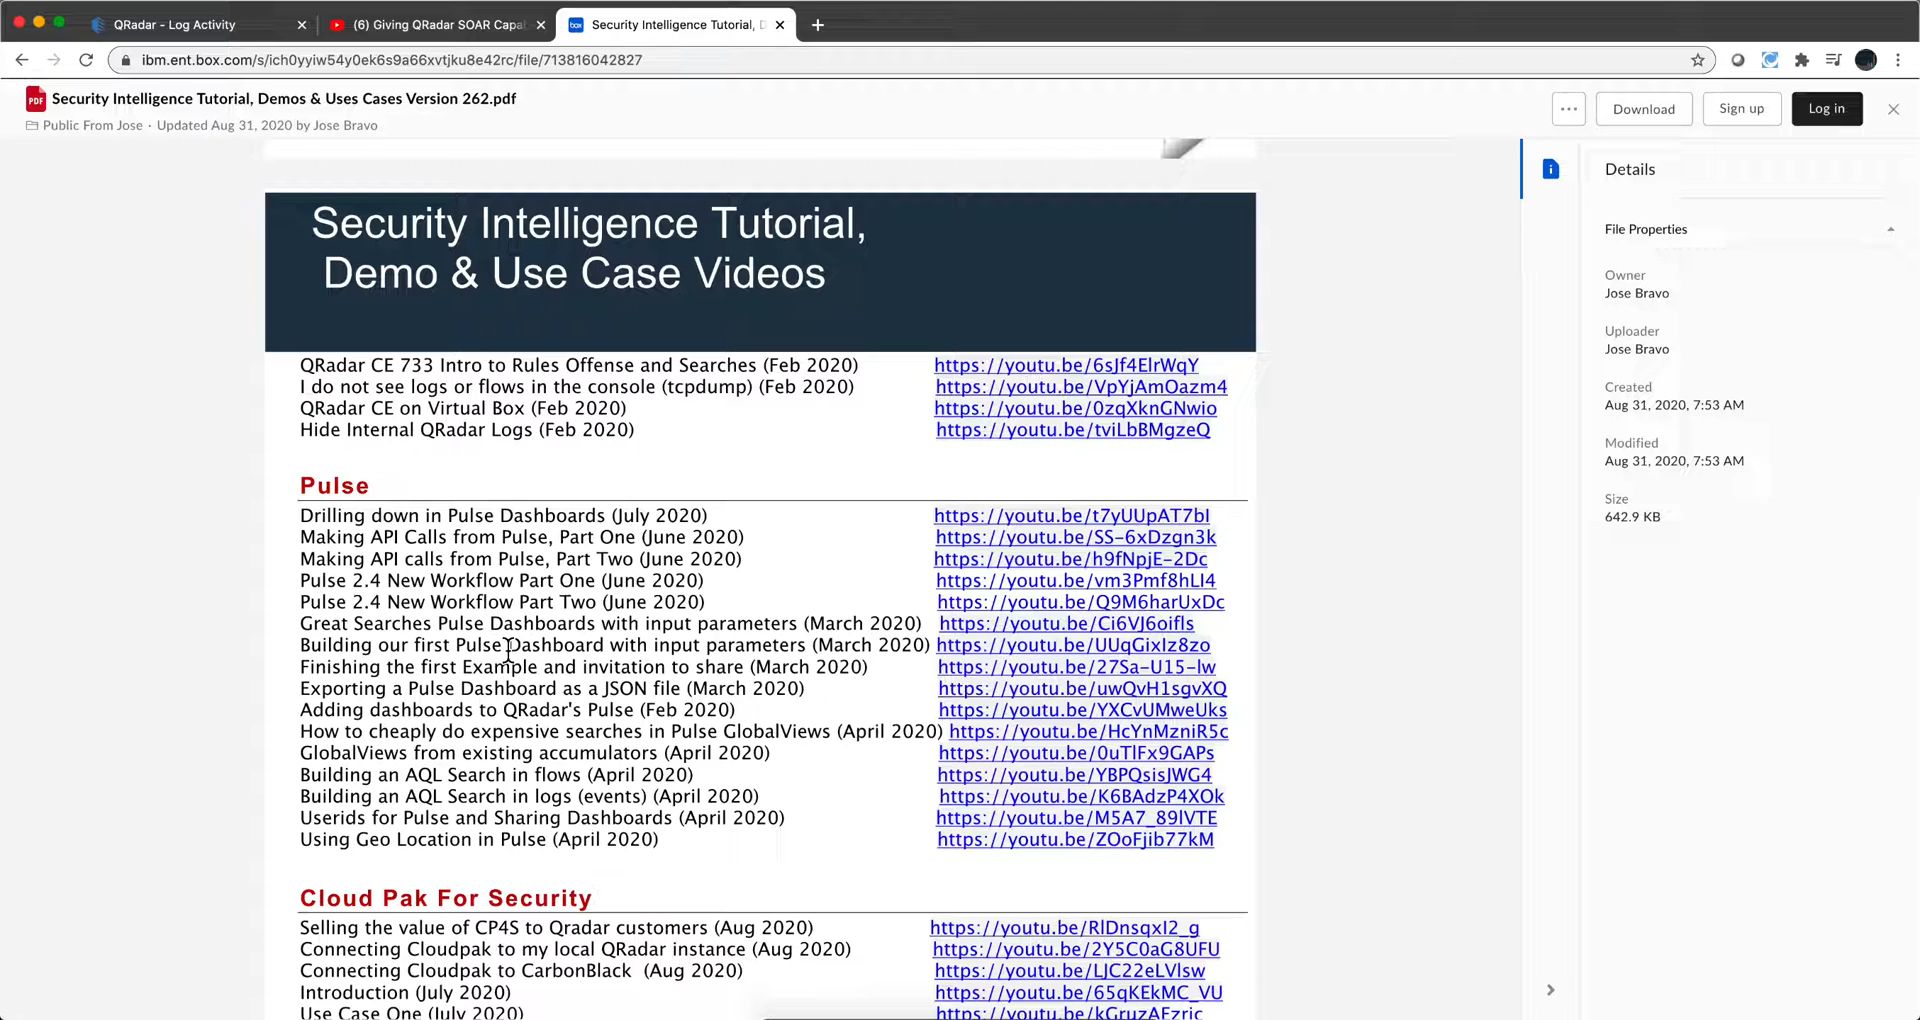 QRadar - Log Activity
(6) Giving QRadar SOAR Capa
Security Intelligence Tutorial, D
ibm.ent.box.com/s/ich0yyiw54y0ek6s9a66xvtjku8e42rc/file/713816042827
PDF
Security Intelligence Tutorial, Demos & Uses Cases Version 262.pdf
Public From Jose · Updated Aug 31, 2020 by Jose Bravo
Download
Sign up
Log in
Security Intelligence Tutorial,
Demo & Use Case Videos
QRadar CE 733 Intro to Rules Offense and Searches (Feb 2020) https://youtu.be/6sJf4ElrWqY
I do not see logs or flows in the console (tcpdump) (Feb 2020) https://youtu.be/VpYjAmOazm4
QRadar CE on Virtual Box (Feb 2020) https://youtu.be/0zqXknGNwio
Hide Internal QRadar Logs (Feb 2020) https://youtu.be/tviLbBMgzeQ
Pulse
Drilling down in Pulse Dashboards (July 2020) https://youtu.be/t7yUUpAT7bI
Making API Calls from Pulse, Part One (June 2020) https://youtu.be/SS-6xDzgn3k
Making API calls from Pulse, Part Two (June 2020) https://youtu.be/h9fNpjE-2Dc
Pulse 2.4 New Workflow Part One (June 2020) https://youtu.be/vm3Pmf8hLI4
Pulse 2.4 New Workflow Part Two (June 2020) https://youtu.be/Q9M6harUxDc
Great Searches Pulse Dashboards with input parameters (March 2020) https://youtu.be/Ci6VJ6oifls
Building our first Pulse Dashboard with input parameters (March 2020) https://youtu.be/UUqGixIz8zo
Finishing the first Example and invitation to share (March 2020) https://youtu.be/27Sa-U15-lw
Exporting a Pulse Dashboard as a JSON file (March 2020) https://youtu.be/uwQvH1sgvXQ
Adding dashboards to QRadar's Pulse (Feb 2020) https://youtu.be/YXCvUMweUks
How to cheaply do expensive searches in Pulse GlobalViews (April 2020) https://youtu.be/HcYnMzniR5c
GlobalViews from existing accumulators (April 2020) https://youtu.be/0uTlFx9GAPs
Building an AQL Search in flows (April 2020) https://youtu.be/YBPQsisJWG4
Building an AQL Search in logs (events) (April 2020) https://youtu.be/K6BAdzP4XOk
Userids for Pulse and Sharing Dashboards (April 2020) https://youtu.be/M5A7_89lVTE
Using Geo Location in Pulse (April 2020) https://youtu.be/ZOoFjib77kM
Cloud Pak For Security
Selling the value of CP4S to Qradar customers (Aug 2020) https://youtu.be/RlDnsqxI2_g
Connecting Cloudpak to my local QRadar instance (Aug 2020) https://youtu.be/2Y5C0aG8UFU
Connecting Cloudpak to CarbonBlack (Aug 2020) https://youtu.be/LJC22eLVlsw
Introduction (July 2020) https://youtu.be/65qKEkMC_VU
Use Case One (July 2020) https://youtu.be/kGruzAFzric
Details
File Properties
Owner
Jose Bravo
Uploader
Jose Bravo
Created
Aug 31, 2020, 7:53 AM
Modified
Aug 31, 2020, 7:53 AM
Size
642.9 KB